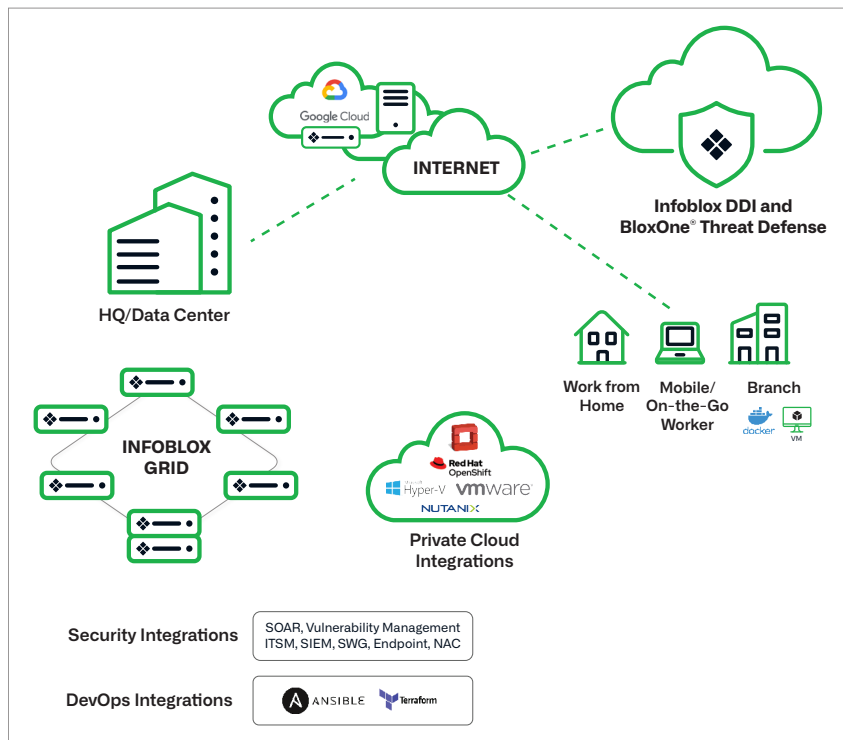 Google Cloud
INTERNET
Infoblox DDI and
BloxOne® Threat Defense
HQ/Data Center
Work from
Home
Mobile/
On-the-Go
Worker
Branch
docker
VM
INFOBLOX
GRID
Red Hat
OpenShift
Microsoft
Hyper-V
vmware®
NUTANIX
Private Cloud
Integrations
Security Integrations
SOAR, Vulnerability Management
ITSM, SIEM, SWG, Endpoint, NAC
DevOps Integrations
ANSIBLE
Terraform